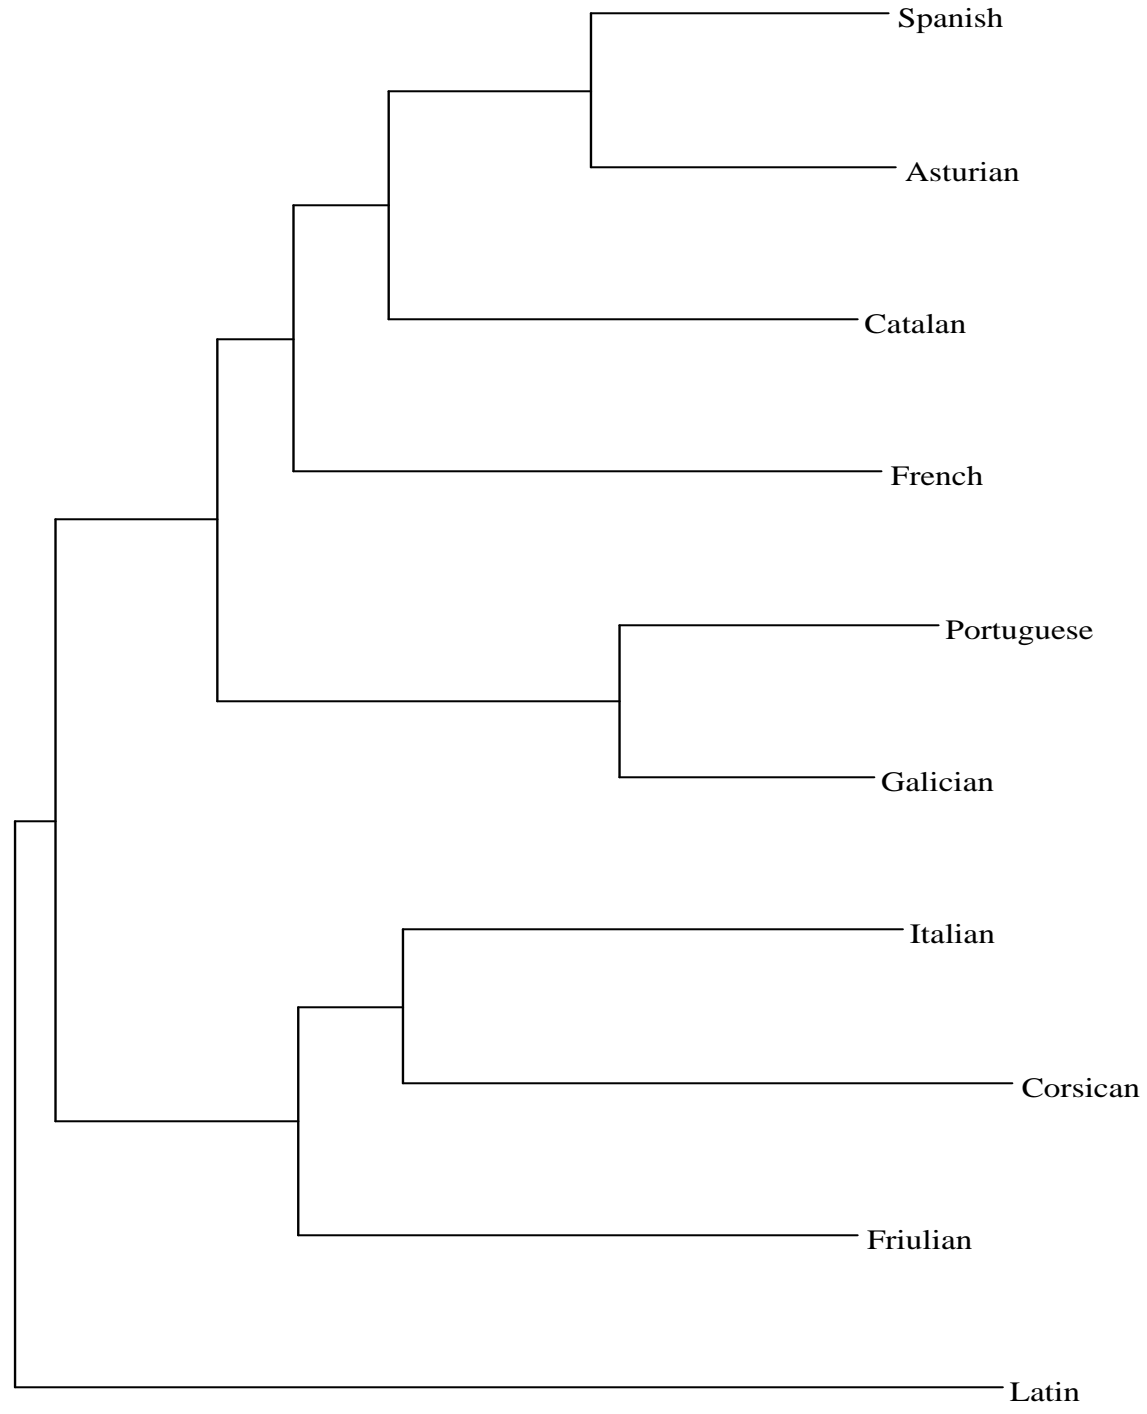 Spanish
Asturian
Catalan
French
Portuguese
Galician
Italian
Corsican
Friulian
Latin